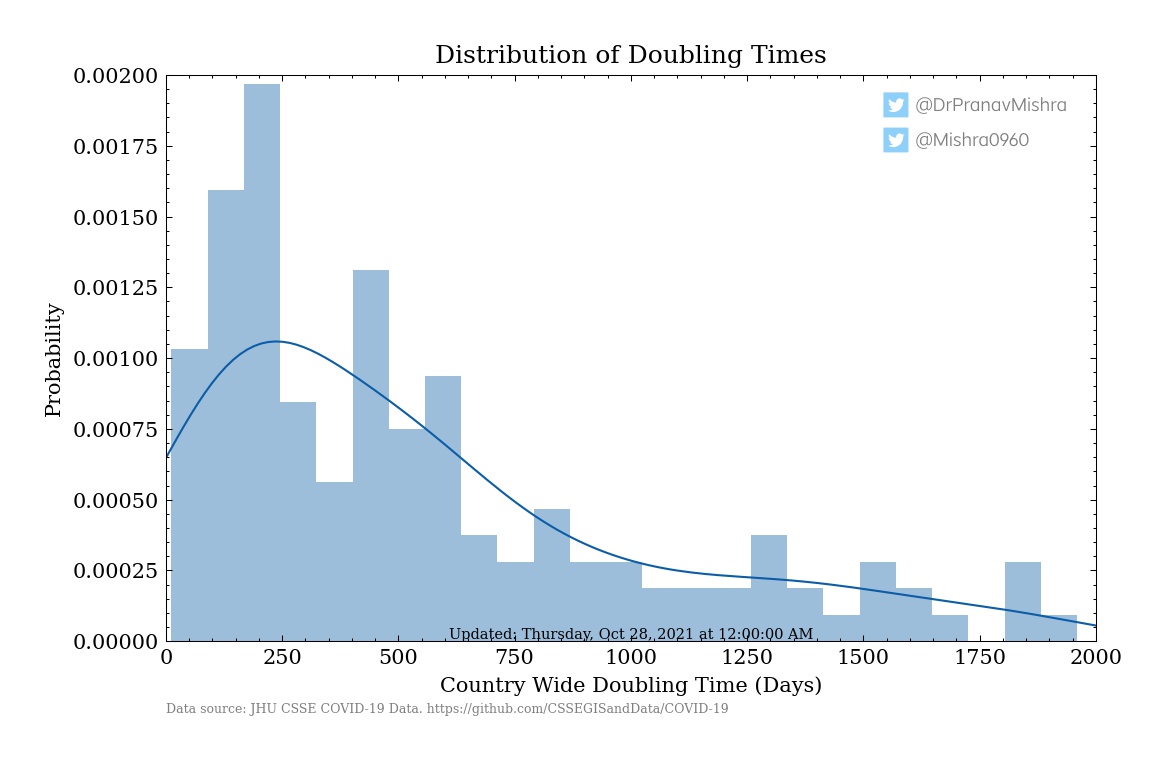 Distribution of Doubling Times
@DrPranavMishra
@Mishra0960
0.00200
0.00175
0.00150
0.00125
0.00100
0.00075
0.00050
0.00025
0.00000
Probability
Updated: Thursday, Oct 28, 2021 at 12:00:00 AM
0 250 500 750 1000 1250 1500 1750 2000
Country Wide Doubling Time (Days)
Data source: JHU CSSE COVID-19 Data. https://github.com/CSSEGISandData/COVID-19